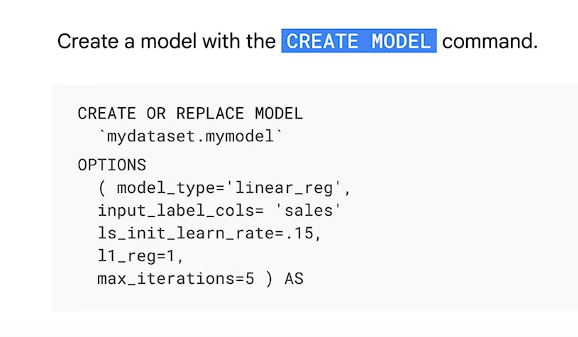 Create a model with the CREATE MODEL command.
CREATE OR REPLACE MODEL
`mydataset.mymodel`
OPTIONS
( model_type='linear_reg',
input_label_cols= 'sales'
ls_init_learn_rate=.15,
l1_reg=1,
max_iterations=5 ) AS